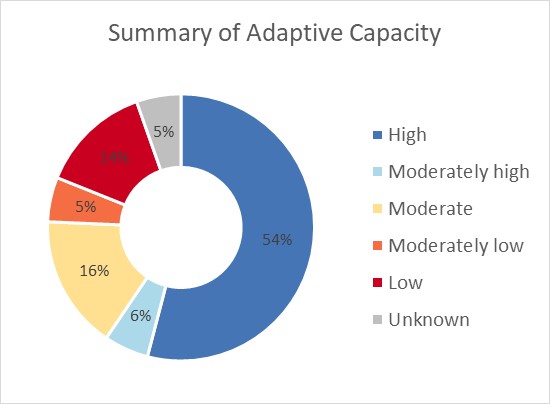 Summary of Adaptive Capacity
5%
14%
5%
16%
6%
54%
High
Moderately high
Moderate
Moderately low
Low
Unknown